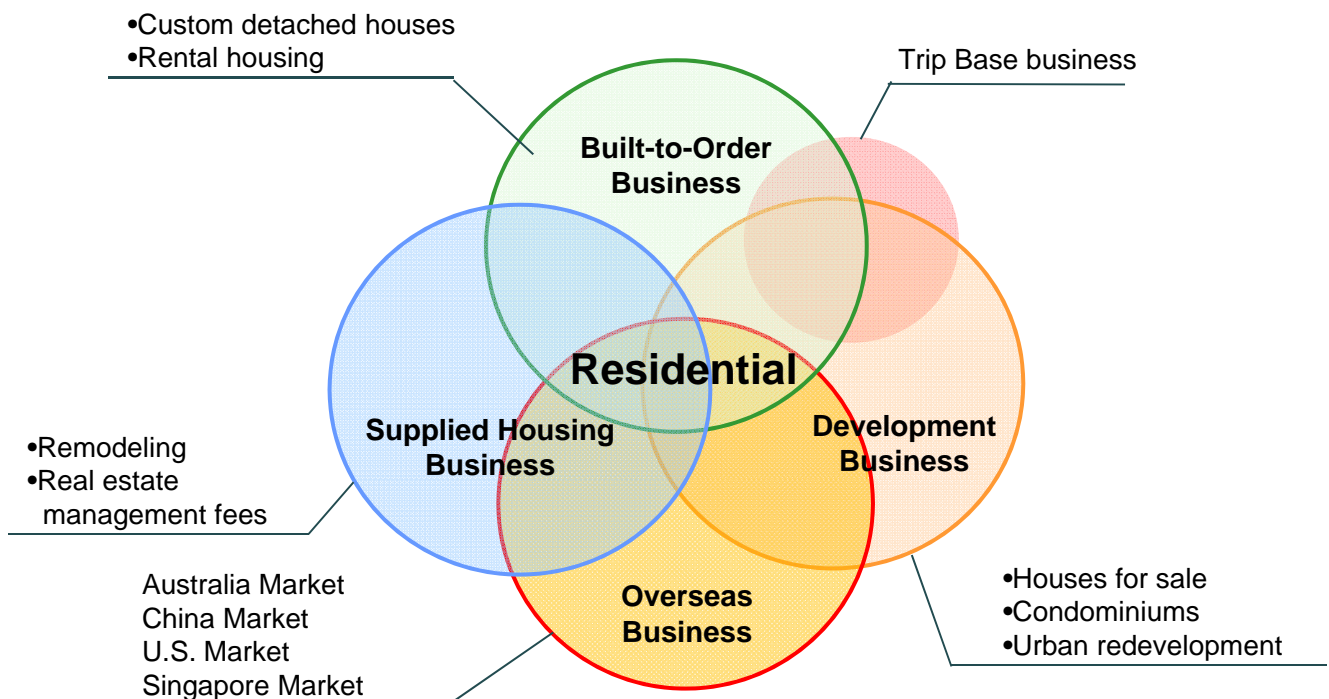 •Custom detached houses
•Rental housing
Trip Base business
Built-to-Order
Business
Residential
Supplied Housing
Business
Development
Business
•Remodeling
•Real estate
management fees
Overseas
Business
Australia Market
China Market
U.S. Market
Singapore Market
•Houses for sale
•Condominiums
•Urban redevelopment